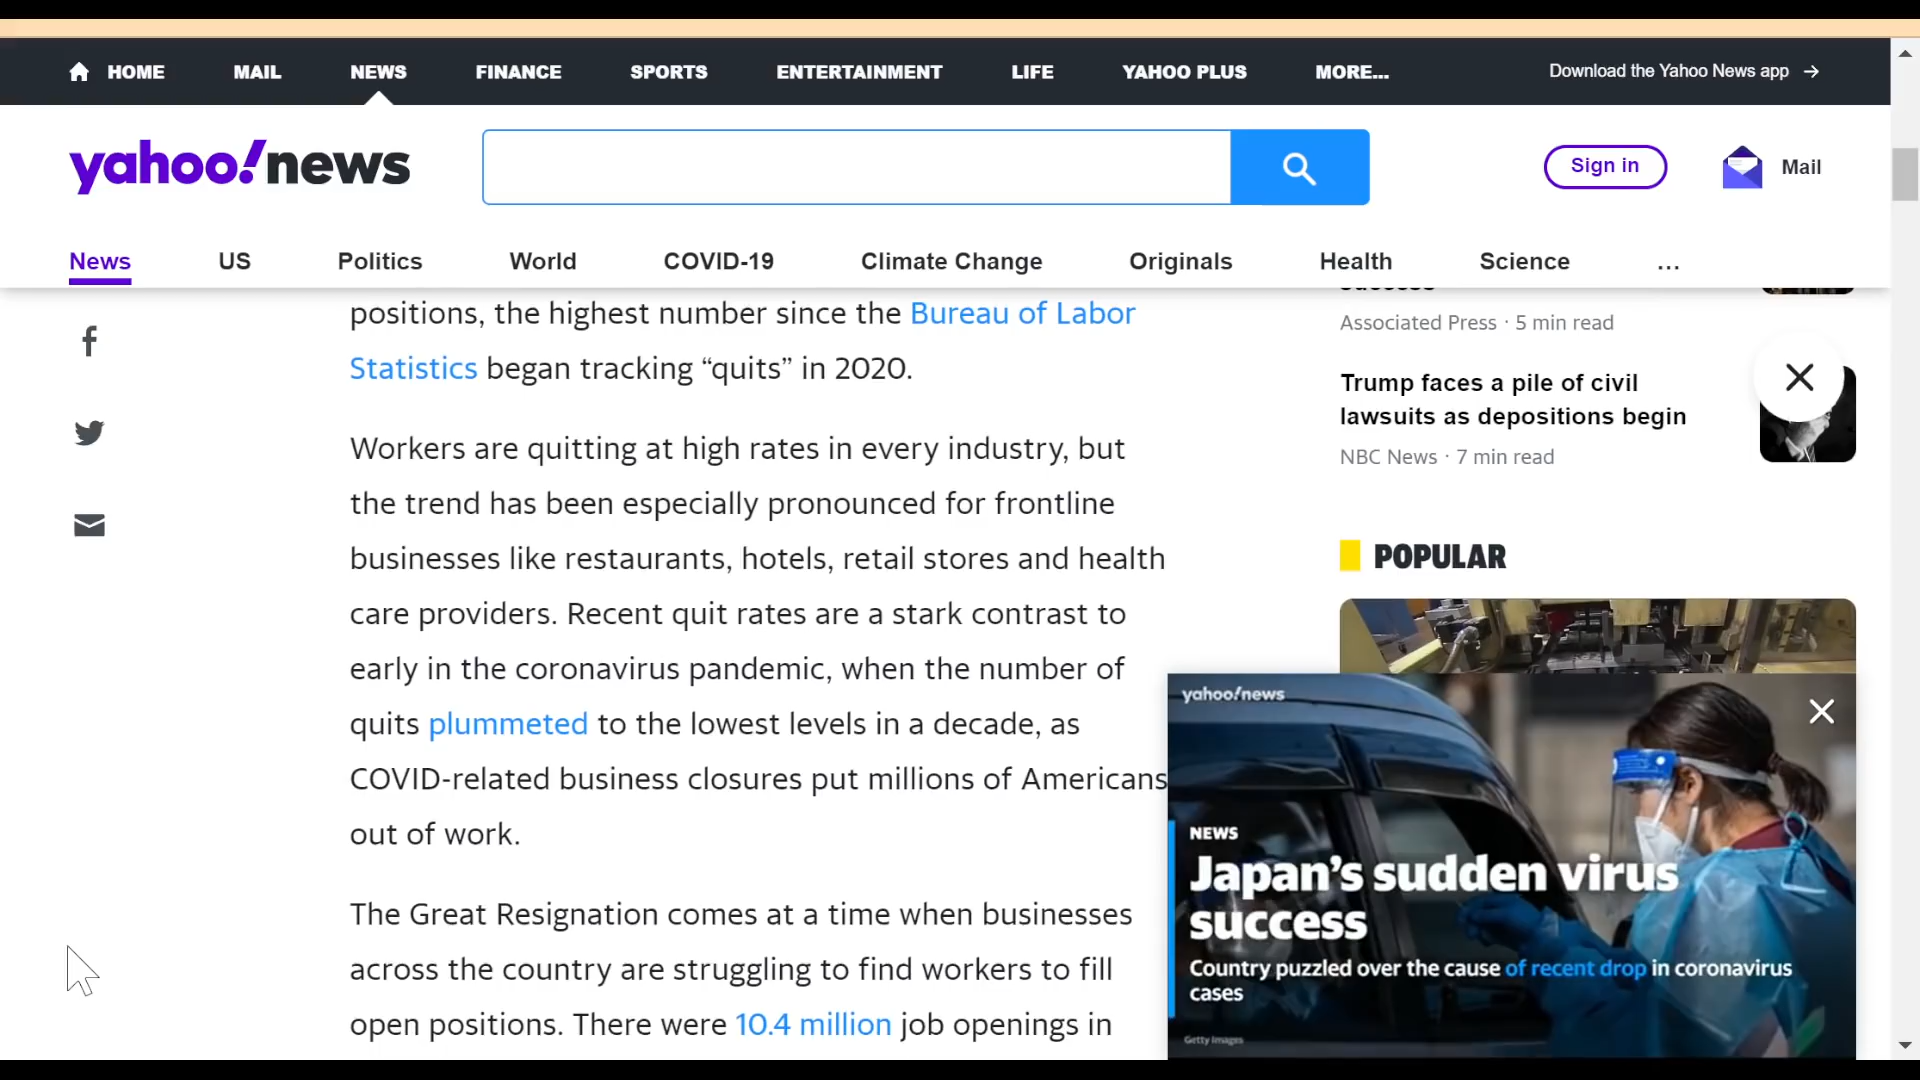 HOME MAIL NEWS FINANCE SPORTS ENTERTAINMENT LIFE YAHOO PLUS MORE... Download the Yahoo News app →
yahoo!news
Sign in
Mail
News US Politics World COVID-19 Climate Change Originals Health Science ...
positions, the highest number since the Bureau of Labor
Statistics began tracking “quits” in 2020.
Workers are quitting at high rates in every industry, but
the trend has been especially pronounced for frontline
businesses like restaurants, hotels, retail stores and health
care providers. Recent quit rates are a stark contrast to
early in the coronavirus pandemic, when the number of
quits plummeted to the lowest levels in a decade, as
COVID-related business closures put millions of Americans
out of work.
The Great Resignation comes at a time when businesses
across the country are struggling to find workers to fill
open positions. There were 10.4 million job openings in
Associated Press · 5 min read
Trump faces a pile of civil
lawsuits as depositions begin
NBC News · 7 min read
POPULAR
yahoo!news
NEWS
Japan's sudden virus
success
Country puzzled over the cause of recent drop in coronavirus
cases
Getty Images